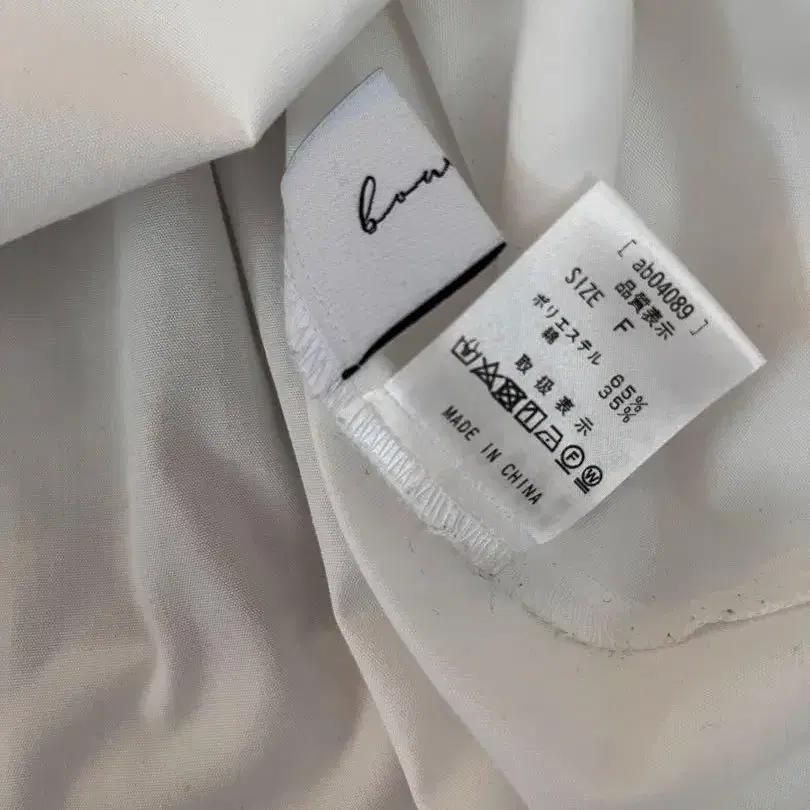 [ ab04089 ]
品質表示
SIZE F
ポリエステル 65%
綿 35%
取扱表示
F W
MADE IN CHINA